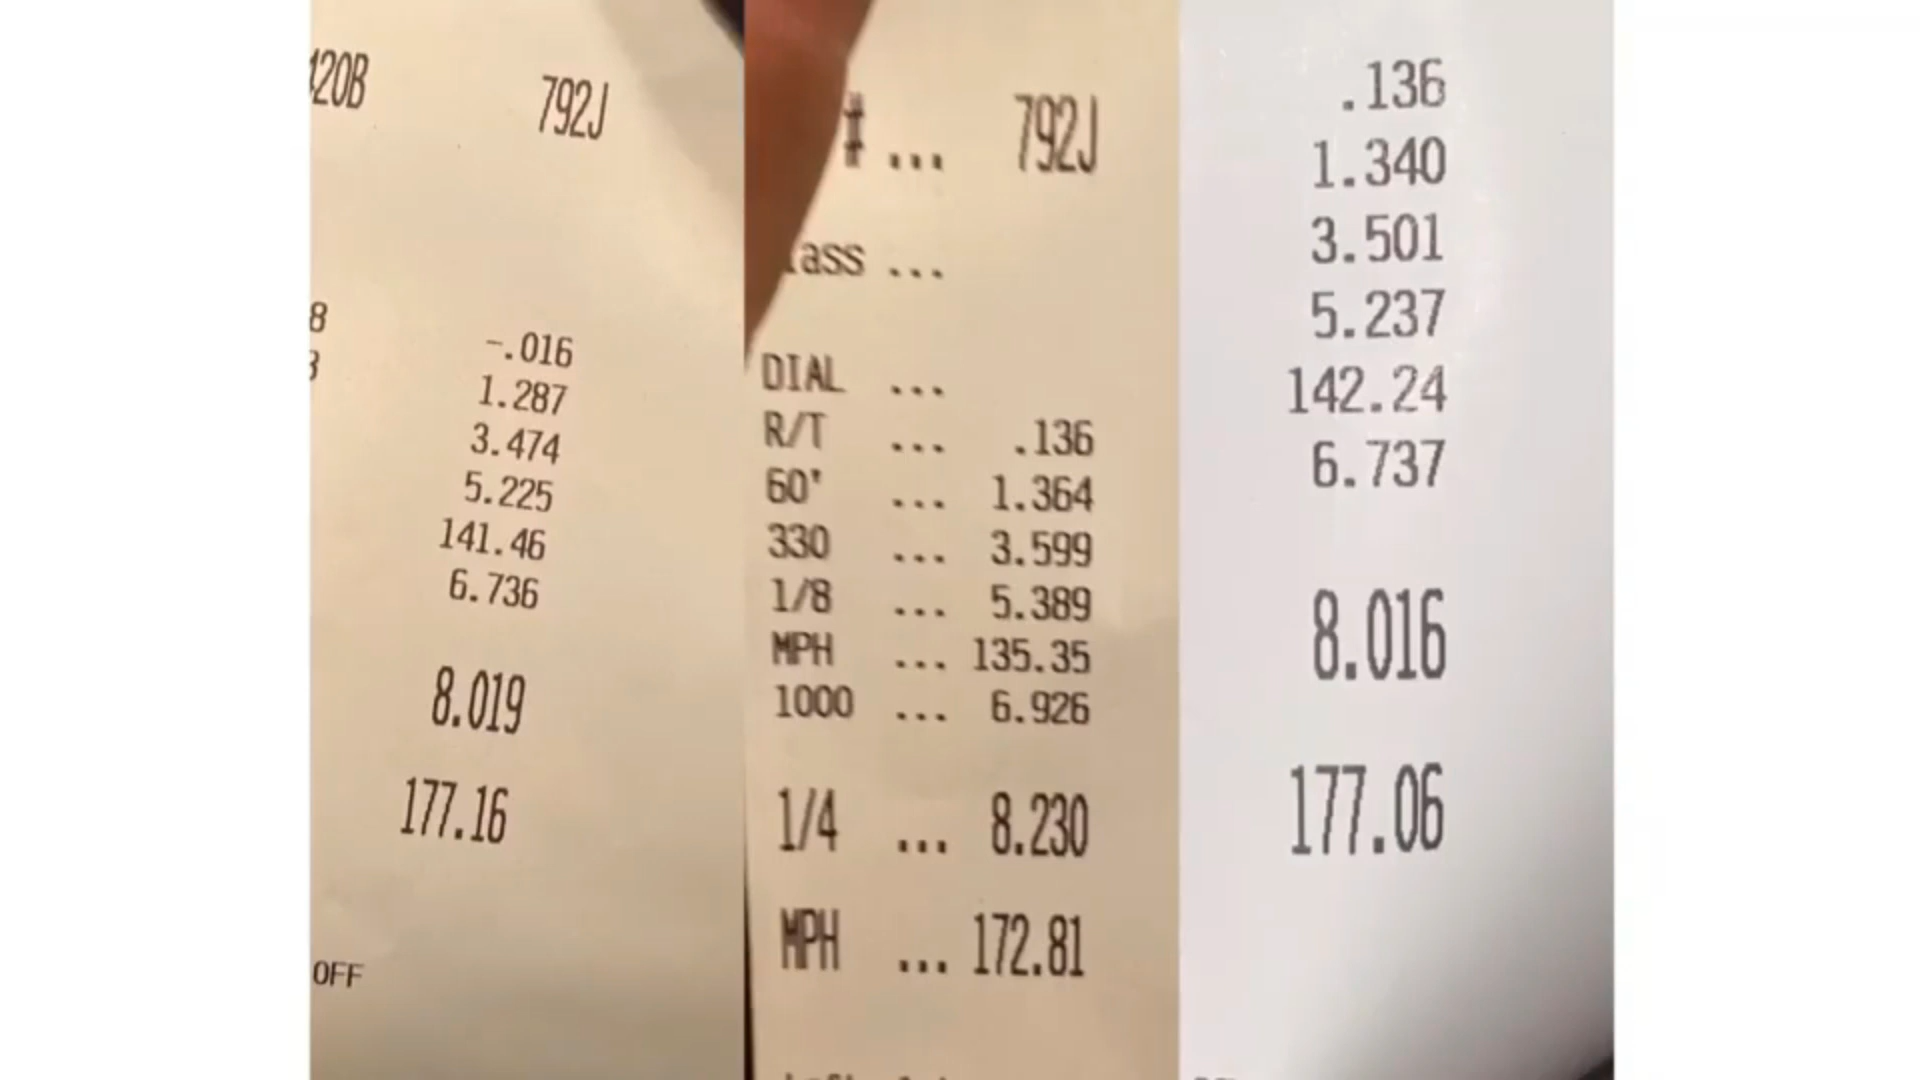 420B 792J
8 -.016
3 1.287
3.474
5.225
141.46
6.736
8.019
177.16
OFF
# ... 792J
lass ...
DIAL ...
R/T ... .136
60' ... 1.364
330 ... 3.599
1/8 ... 5.389
MPH ... 135.35
1000 ... 6.926
1/4 ... 8.230
MPH ... 172.81
.136
1.340
3.501
5.237
142.24
6.737
8.016
177.06